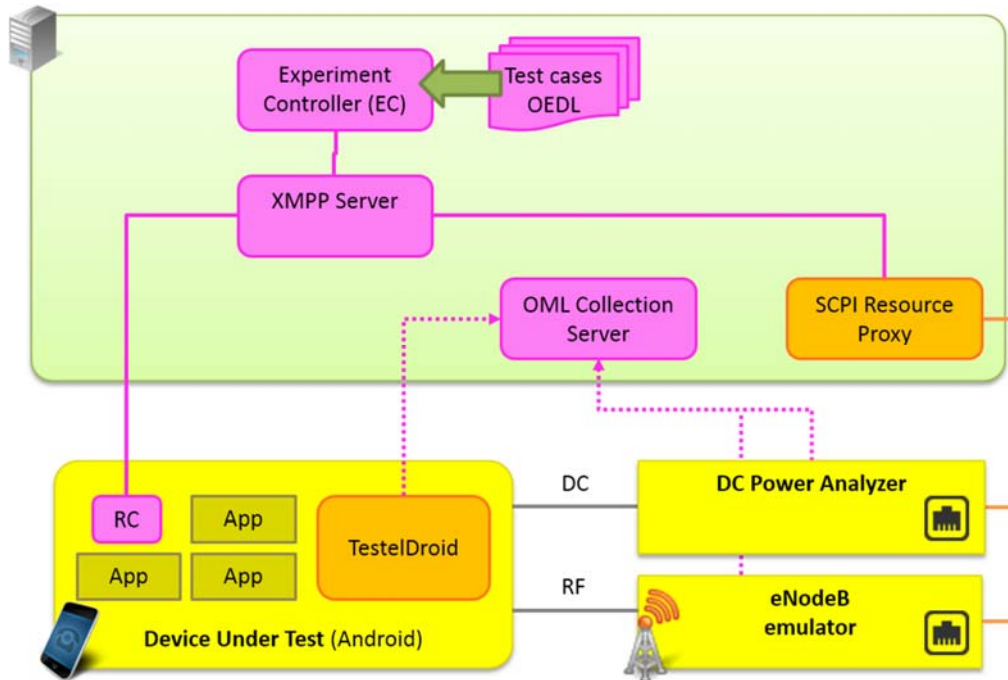 Experiment
Controller (EC)
Test cases
OEDL
XMPP Server
OML Collection
Server
SCPI Resource
Proxy
DC
DC Power Analyzer
RC
App
TestelDroid
App
App
RF
eNodeB
emulator
Device Under Test (Android)